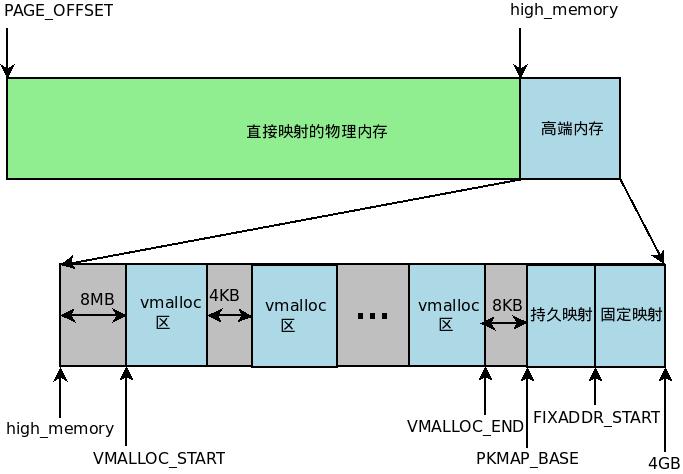 PAGE_OFFSET
high_memory
直接映射的物理内存
高端内存
8MB
vmalloc
区
4KB
vmalloc
区
...
vmalloc
区
8KB
持久映射
固定映射
high_memory
VMALLOC_START
VMALLOC_END
PKMAP_BASE
FIXADDR_START
4GB